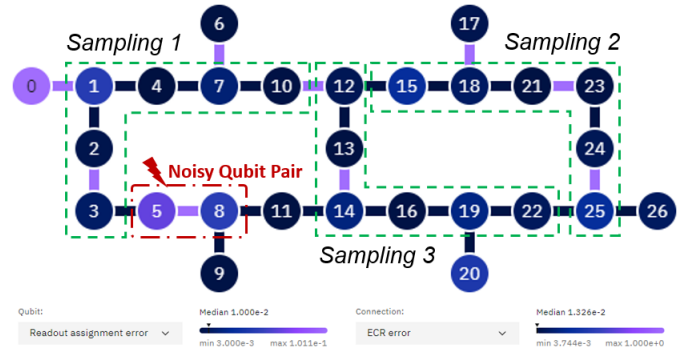 6
17
Sampling 1
Sampling 2
0
1
4
7
10
12
15
18
21
23
2
13
24
Noisy Qubit Pair
3
5
8
11
14
16
19
22
25
26
Sampling 3
9
20
Qubit:
Readout assignment error
Median 1.000e-2
min 3.000e-3
max 1.011e-1
Connection:
ECR error
Median 1.326e-2
min 3.744e-3
max 1.000e+0